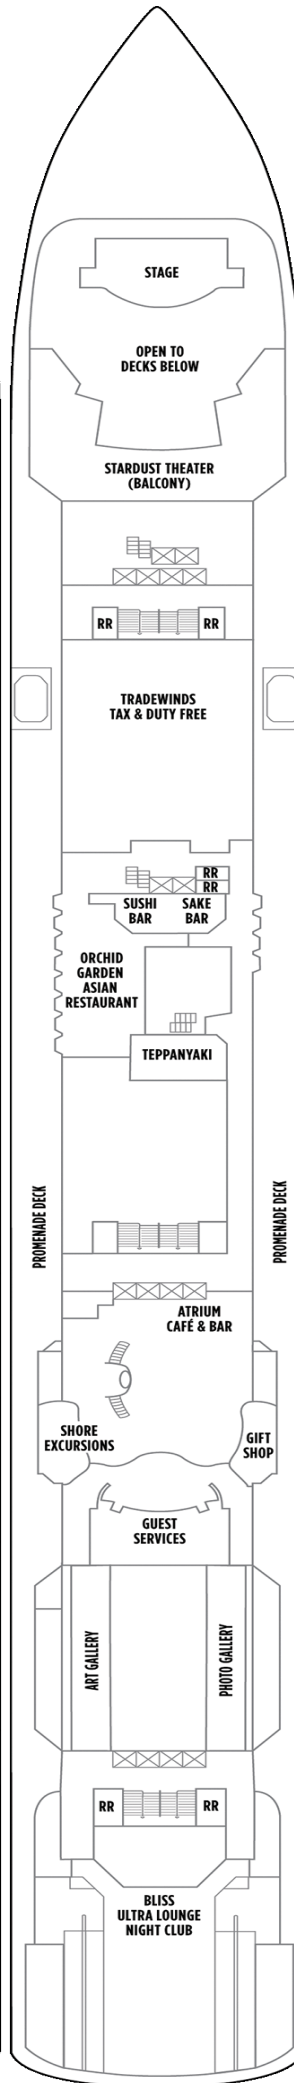 STAGE
OPEN TO
DECKS BELOW
STARDUST THEATER
(BALCONY)
RR
RR
TRADEWINDS
TAX & DUTY FREE
RR
RR
SUSHI
BAR
SAKE
BAR
ORCHID
GARDEN
ASIAN
RESTAURANT
TEPPANYAKI
PROMENADE DECK
PROMENADE DECK
ATRIUM
CAFÉ & BAR
SHORE
EXCURSIONS
GIFT
SHOP
GUEST
SERVICES
ART GALLERY
PHOTO GALLERY
RR
RR
BLISS
ULTRA LOUNGE
NIGHT CLUB